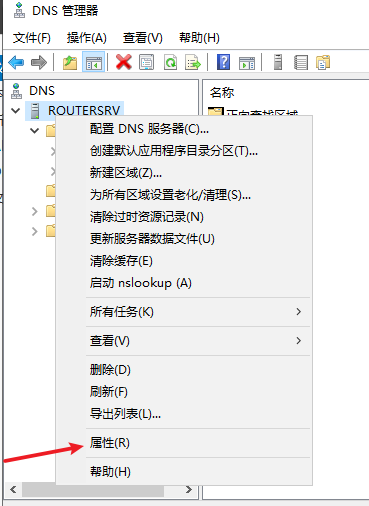 DNS 管理器
文件(F) 操作(A) 查看(V) 帮助(H)
DNS
名称
ROUTERSRV
正向查找区域
配置 DNS 服务器(C)...
创建默认应用程序目录分区(T)...
新建区域(Z)...
为所有区域设置老化/清理(S)...
清除过时资源记录(N)
更新服务器数据文件(U)
清除缓存(E)
启动 nslookup (A)
所有任务(K)
查看(V)
删除(D)
刷新(F)
导出列表(L)...
属性(R)
帮助(H)